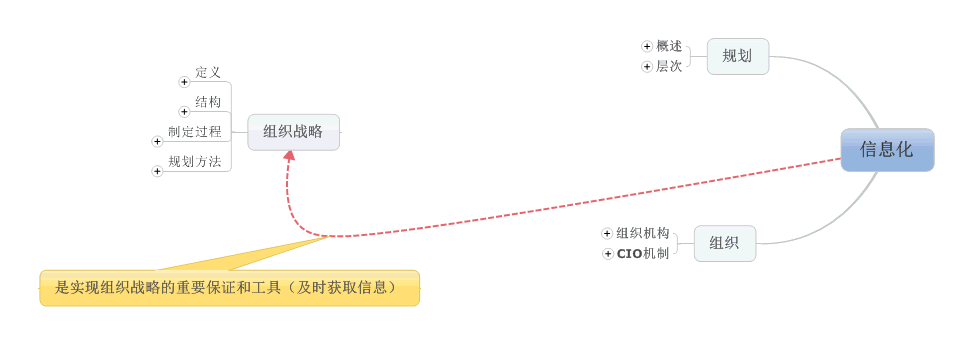 规划
概述
层次
定义
结构
制定过程
规划方法
组织战略
信息化
组织机构
CIO机制
组织
是实现组织战略的重要保证和工具（及时获取信息）